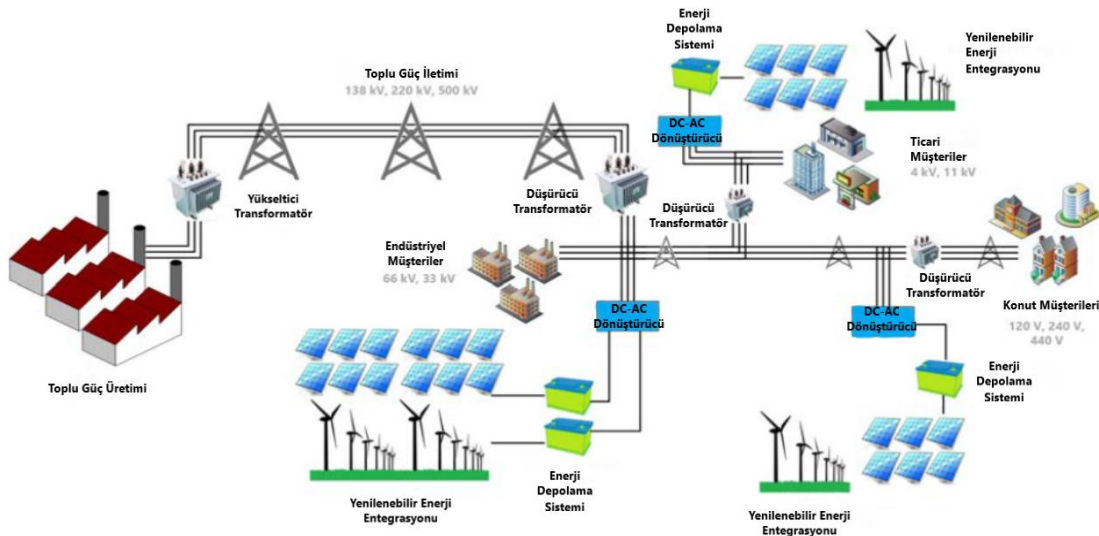 Enerji
Depolama
Sistemi
Yenilenebilir
Enerji
Entegrasyonu
Toplu Güç İletimi
138 kV, 220 kV, 500 kV
DC-AC
Dönüştürücü
Ticari
Müşteriler
4 kV, 11 kV
Yükseltici
Transformatör
Düşürücü
Transformatör
Düşürücü
Transformatör
Endüstriyel
Müşteriler
66 kV, 33 kV
Düşürücü
Transformatör
Konut Müşterileri
120 V, 240 V,
440 V
DC-AC
Dönüştürücü
DC-AC
Dönüştürücü
Toplu Güç Üretimi
Enerji
Depolama
Sistemi
Enerji
Depolama
Sistemi
Yenilenebilir Enerji
Entegrasyonu
Yenilenebilir Enerji
Entegrasyonu